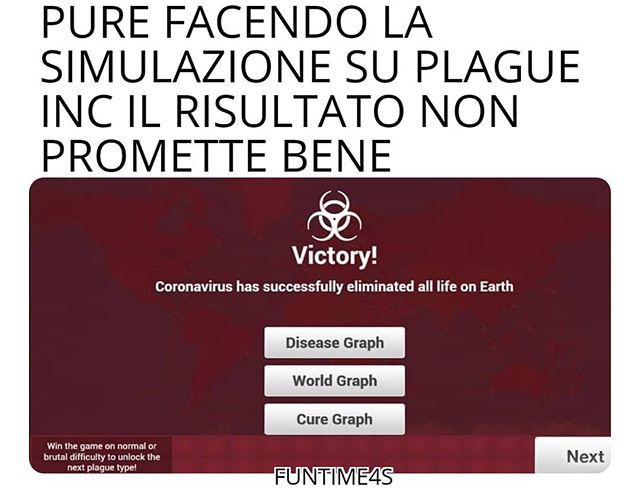 PURE FACENDO LA
SIMULAZIONE SU PLAGUE
INC IL RISULTATO NON
PROMETTE BENE
Victory!
Coronavirus has successfully eliminated all life on Earth
Disease Graph
World Graph
Cure Graph
Win the game on normal or
brutal difficulty to unlock the
next plague type!
Next
FUNTIME4S